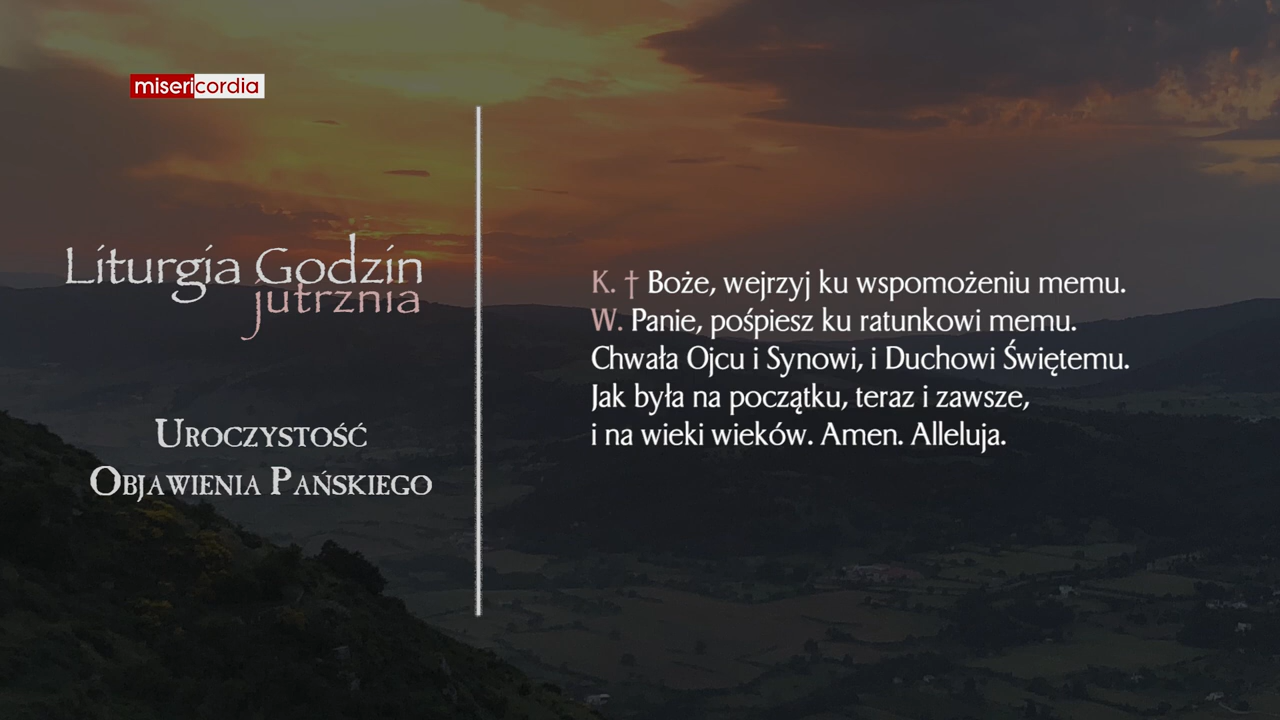 misericordia
Liturgia Godzin
jutrznia
Uroczystość
Objawienia Pańskiego
K. † Boże, wejrzyj ku wspomożeniu memu.
W. Panie, pośpiesz ku ratunkowi memu.
Chwała Ojcu i Synowi, i Duchowi Świętemu.
Jak była na początku, teraz i zawsze,
i na wieki wieków. Amen. Alleluja.